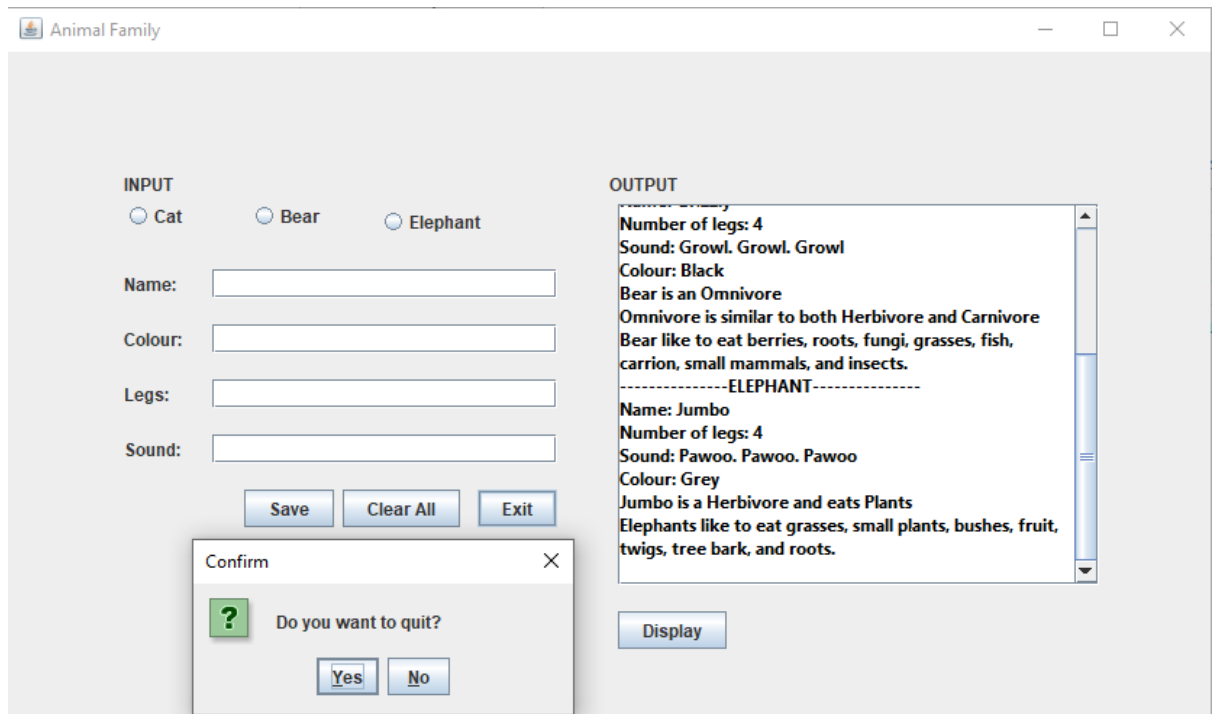 Animal Family
INPUT
Cat
Bear
Elephant
Name:
Colour:
Legs:
Sound:
Save
Clear All
Exit
Confirm
Do you want to quit?
Yes
No
OUTPUT
Number of legs: 4
Sound: Growl. Growl. Growl
Colour: Black
Bear is an Omnivore
Omnivore is similar to both Herbivore and Carnivore
Bear like to eat berries, roots, fungi, grasses, fish,
carrion, small mammals, and insects.
---------------ELEPHANT---------------
Name: Jumbo
Number of legs: 4
Sound: Pawoo. Pawoo. Pawoo
Colour: Grey
Jumbo is a Herbivore and eats Plants
Elephants like to eat grasses, small plants, bushes, fruit,
twigs, tree bark, and roots.
Display